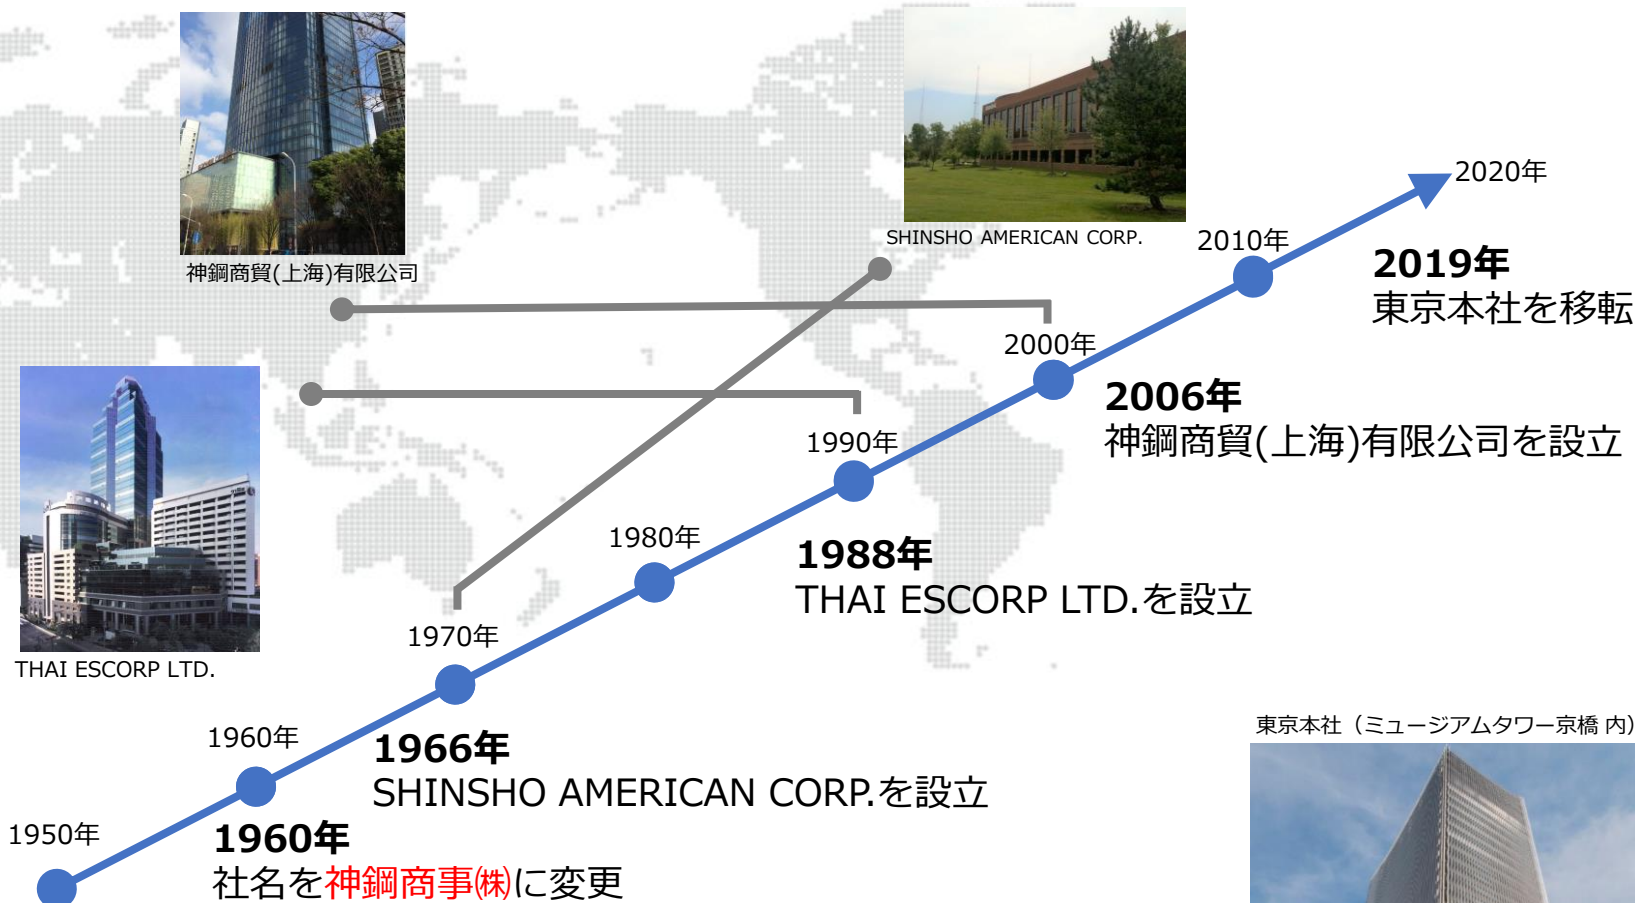 神鋼商貿(上海)有限公司
SHINSHO AMERICAN CORP.
THAI ESCORP LTD.
2020年
2010年
2019年
東京本社を移転
2000年
2006年
神鋼商貿(上海)有限公司を設立
1990年
1988年
THAI ESCORP LTD.を設立
1980年
1970年
1966年
SHINSHO AMERICAN CORP.を設立
1960年
1960年
社名を神鋼商事㈱に変更
1950年
東京本社（ミュージアムタワー京橋 内）